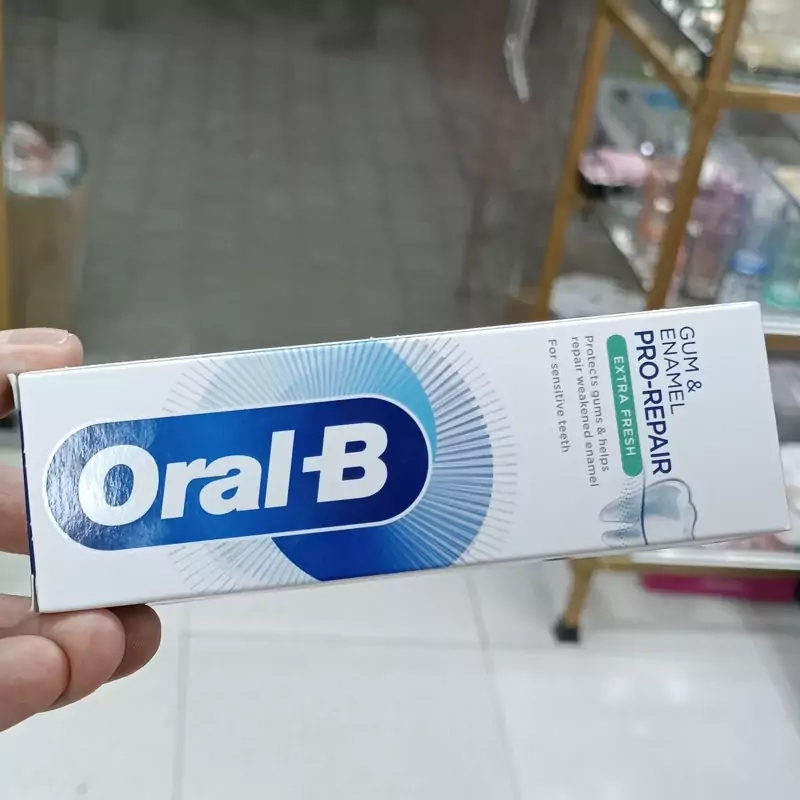 Oral-B
GUM &
ENAMEL
PRO-REPAIR
EXTRA FRESH
Protects gums & helps
repair weakened enamel
For sensitive teeth